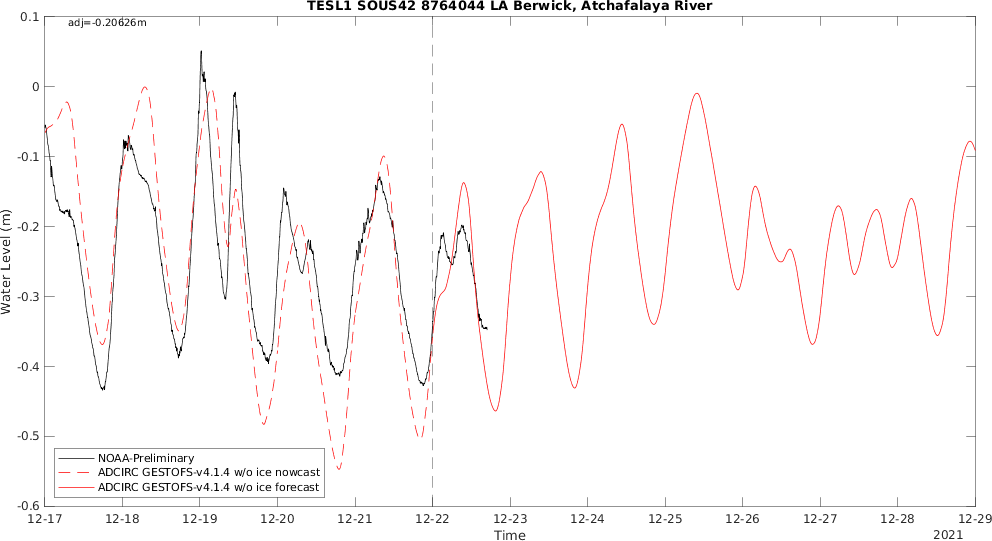 TESL1 SOUS42 8764044 LA Berwick, Atchafalaya River
adj=-0.20626m
0.1
0
-0.1
-0.2
-0.3
-0.4
-0.5
-0.6
Water Level (m)
NOAA-Preliminary
ADCIRC GESTOFS-v4.1.4 w/o ice nowcast
ADCIRC GESTOFS-v4.1.4 w/o ice forecast
12-17 12-18 12-19 12-20 12-21 12-22 12-23 12-24 12-25 12-26 12-27 12-28 12-29
Time
2021